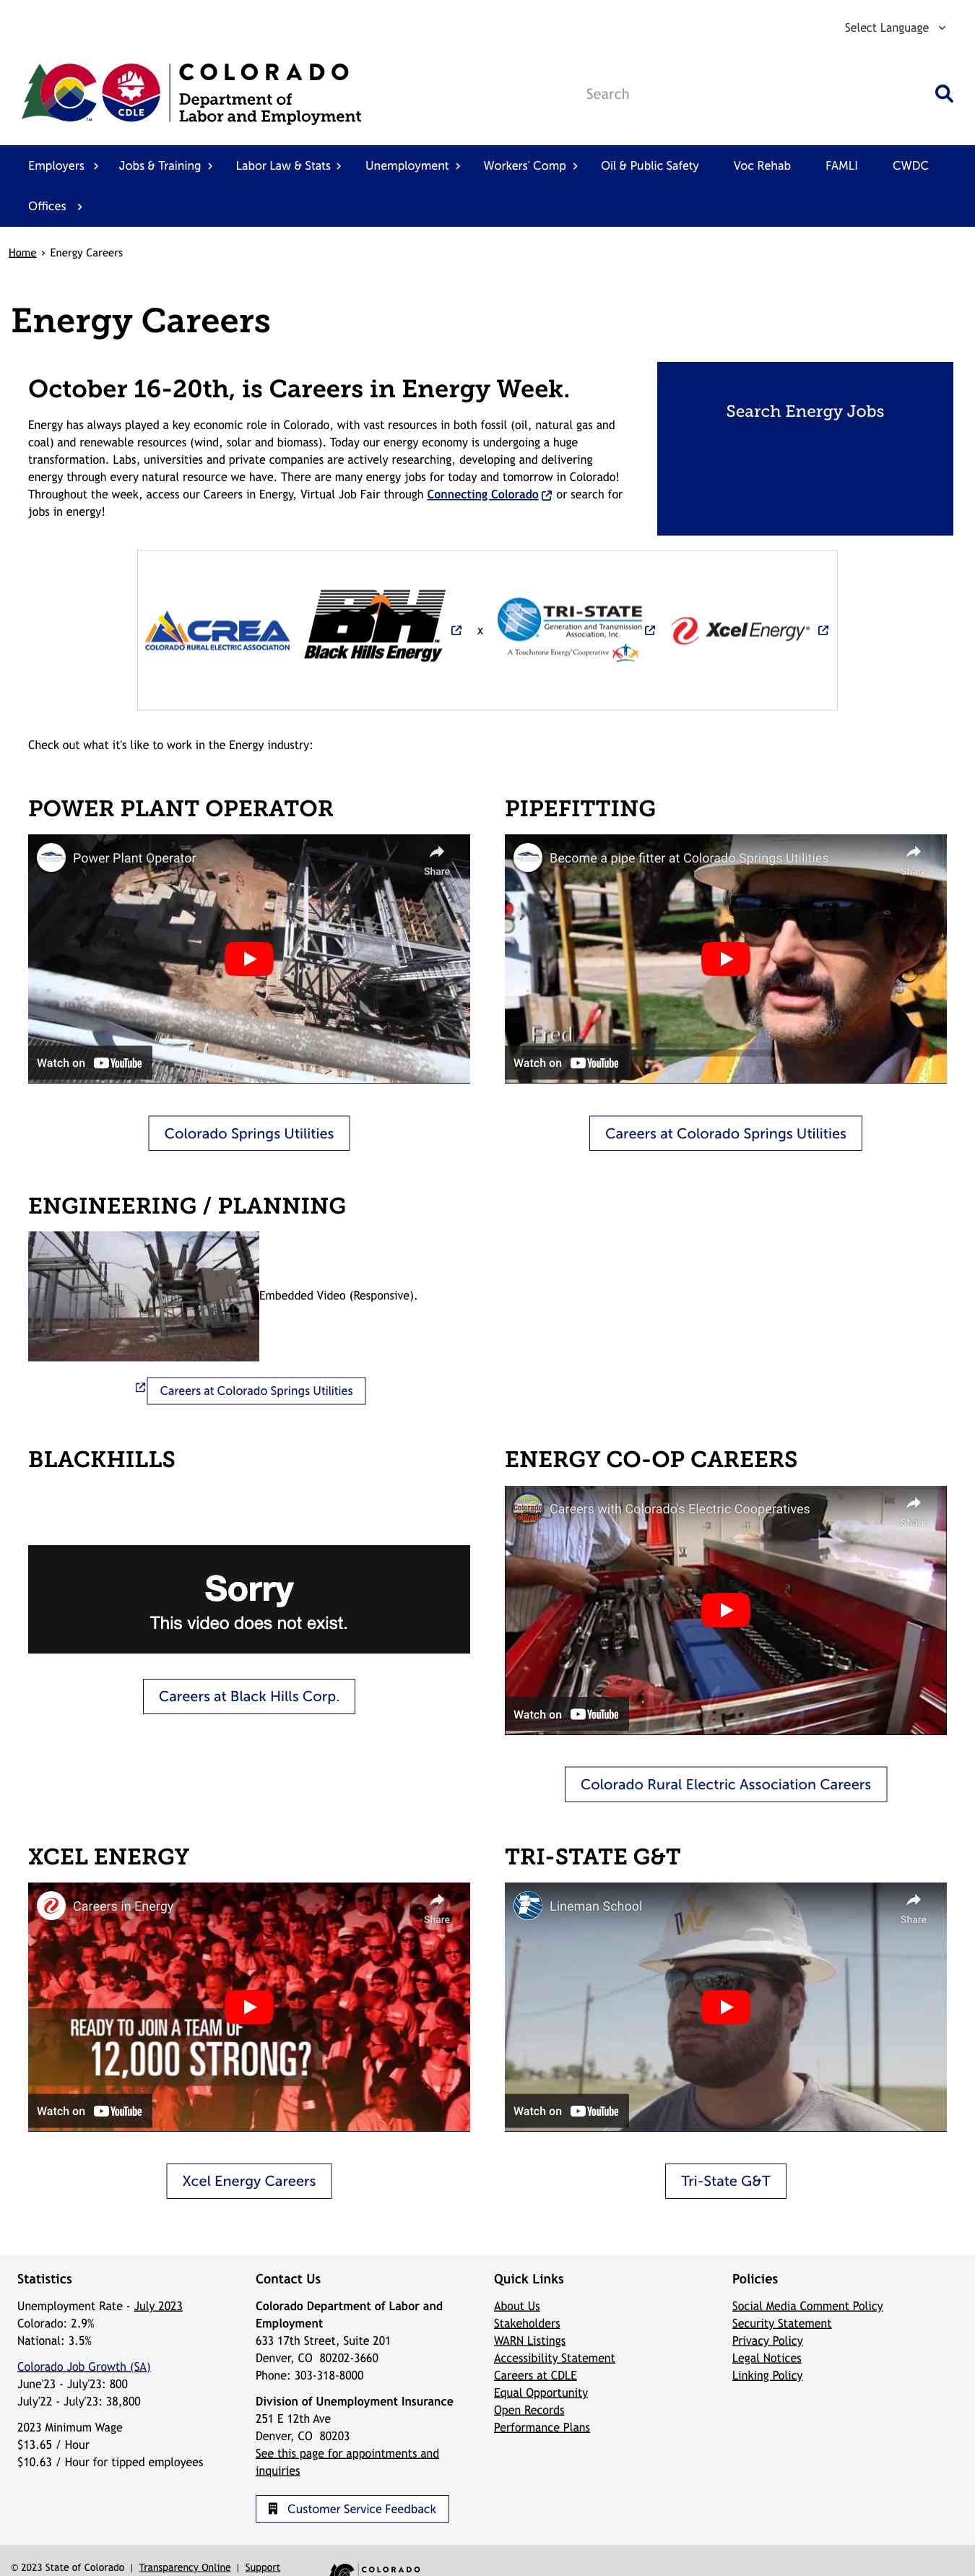 Select Language
COLORADO
Department of
Labor and Employment
CDLE
TM
Search
Employers
Jobs & Training
Labor Law & Stats
Unemployment
Workers' Comp
Oil & Public Safety
Voc Rehab
FAMLI
CWDC
Offices
Home › Energy Careers
Energy Careers
October 16-20th, is Careers in Energy Week.
Energy has always played a key economic role in Colorado, with vast resources in both fossil (oil, natural gas and
coal) and renewable resources (wind, solar and biomass). Today our energy economy is undergoing a huge
transformation. Labs, universities and private companies are actively researching, developing and delivering
energy through every natural resource we have. There are many energy jobs for today and tomorrow in Colorado!
Throughout the week, access our Careers in Energy, Virtual Job Fair through Connecting Colorado or search for
jobs in energy!
Search Energy Jobs
CREA
COLORADO RURAL ELECTRIC ASSOCIATION
BH
Black Hills Energy
x
TRI-STATE
Generation and Transmission
Association, Inc.
A Touchstone Energy® Cooperative
Xcel Energy®
Check out what it's like to work in the Energy industry:
POWER PLANT OPERATOR
Power Plant Operator
Share
Watch on YouTube
Colorado Springs Utilities
PIPEFITTING
Become a pipe fitter at Colorado Springs Utilities
Share
Fred
Watch on YouTube
Careers at Colorado Springs Utilities
ENGINEERING / PLANNING
Embedded Video (Responsive).
Careers at Colorado Springs Utilities
BLACKHILLS
Sorry
This video does not exist.
Careers at Black Hills Corp.
ENERGY CO-OP CAREERS
Careers with Colorado's Electric Cooperatives
Share
Watch on YouTube
Colorado Rural Electric Association Careers
XCEL ENERGY
Careers in Energy
Share
READY TO JOIN A TEAM OF
12,000 STRONG?
Watch on YouTube
Xcel Energy Careers
TRI-STATE G&T
Lineman School
Share
Watch on YouTube
Tri-State G&T
Statistics
Unemployment Rate - July 2023
Colorado: 2.9%
National: 3.5%
Colorado Job Growth (SA)
June'23 - July'23: 800
July'22 - July'23: 38,800
2023 Minimum Wage
$13.65 / Hour
$10.63 / Hour for tipped employees
Contact Us
Colorado Department of Labor and
Employment
633 17th Street, Suite 201
Denver, CO 80202-3660
Phone: 303-318-8000
Division of Unemployment Insurance
251 E 12th Ave
Denver, CO 80203
See this page for appointments and
inquiries
Customer Service Feedback
Quick Links
About Us
Stakeholders
WARN Listings
Accessibility Statement
Careers at CDLE
Equal Opportunity
Open Records
Performance Plans
Policies
Social Media Comment Policy
Security Statement
Privacy Policy
Legal Notices
Linking Policy
© 2023 State of Colorado | Transparency Online | Support
COLORADO